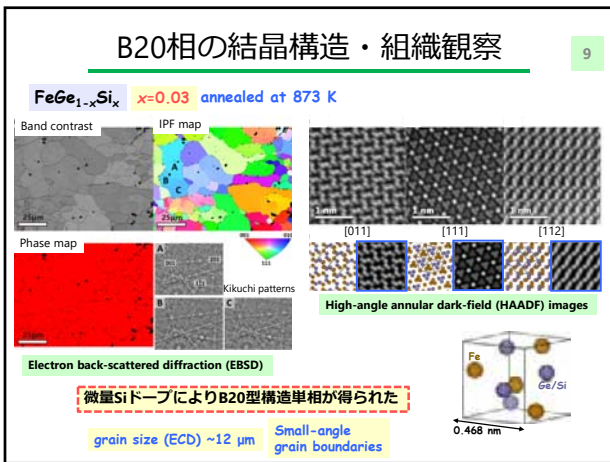 B20相の結晶構造・組織観察
9
FeGe1-xSix x=0.03 annealed at 873 K
Band contrast
IPF map
A
B
C
25μm
25μm
1 nm
1 nm
1 nm
[011]
[111]
[112]
Phase map
25μm
001
111
A
B
C
Kikuchi patterns
High-angle annular dark-field (HAADF) images
Electron back-scattered diffraction (EBSD)
Fe
Ge/Si
0.468 nm
微量SiドープによりB20型構造単相が得られた
grain size (ECD) ~12 μm
Small-angle
grain boundaries